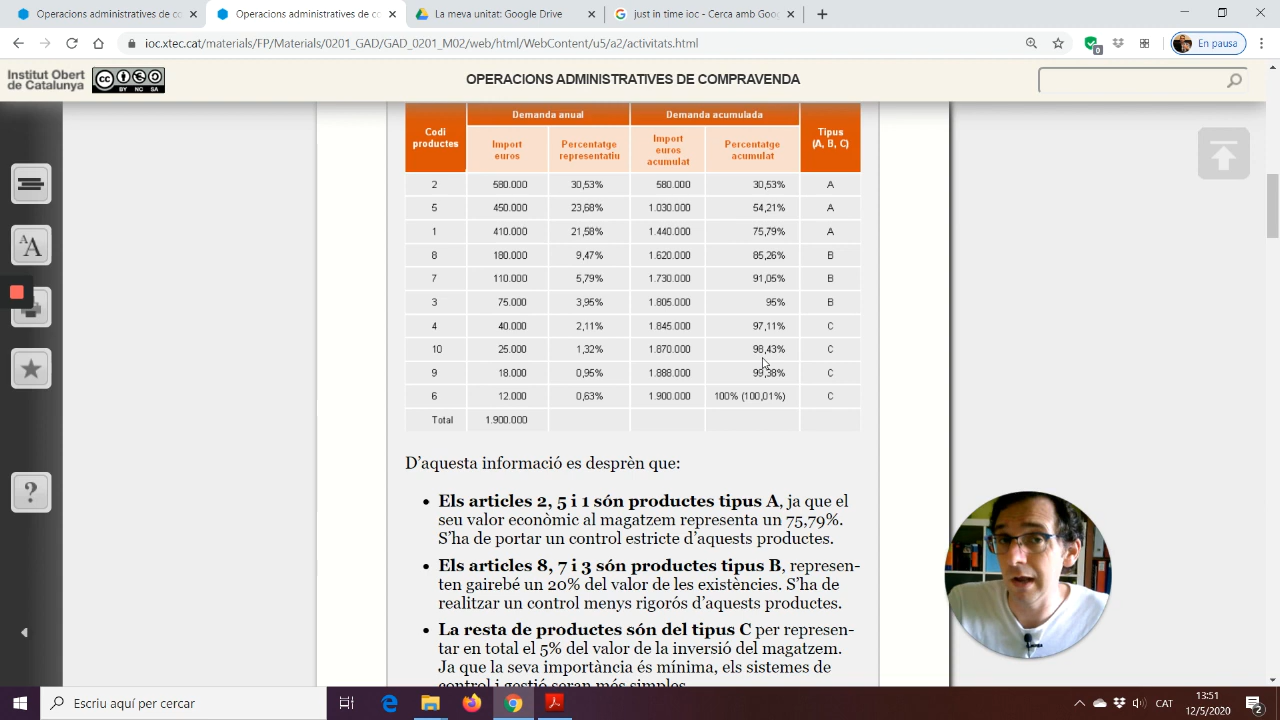 Operacions administratives de co
Operacions administratives de co
La meva unitat: Google Drive
just in time ioc - Cerca amb Goo
ioc.xtec.cat/materials/FP/Materials/0201_GAD/GAD_0201_M02/web/html/WebContent/u5/a2/activitats.html
En pausa
Institut Obert
de Catalunya
OPERACIONS ADMINISTRATIVES DE COMPRAVENDA
Demanda anual Demanda acumulada
Codi productes Import euros Percentatge representatiu Import euros acumulat Percentatge acumulat Tipus (A, B, C)
2 580.000 30,53% 580.000 30,53% A
5 450.000 23,68% 1.030.000 54,21% A
1 410.000 21,58% 1.440.000 75,79% A
8 180.000 9,47% 1.620.000 85,26% B
7 110.000 5,79% 1.730.000 91,05% B
3 75.000 3,95% 1.805.000 95% B
4 40.000 2,11% 1.845.000 97,11% C
10 25.000 1,32% 1.870.000 98,43% C
9 18.000 0,95% 1.888.000 99,38% C
6 12.000 0,63% 1.900.000 100% (100,01%) C
Total 1.900.000
D'aquesta informació es desprèn que:
• Els articles 2, 5 i 1 són productes tipus A, ja que el
seu valor econòmic al magatzem representa un 75,79%.
S'ha de portar un control estricte d'aquests productes.
• Els articles 8, 7 i 3 són productes tipus B, represen-
ten gairebé un 20% del valor de les existències. S'ha de
realitzar un control menys rigorós d'aquests productes.
• La resta de productes són del tipus C per represen-
tar en total el 5% del valor de la inversió del magatzem.
Ja que la seva importància és mínima, els sistemes de
control i gestió seran més simples.
Escriu aquí per cercar
CAT
13:51
12/5/2020
2